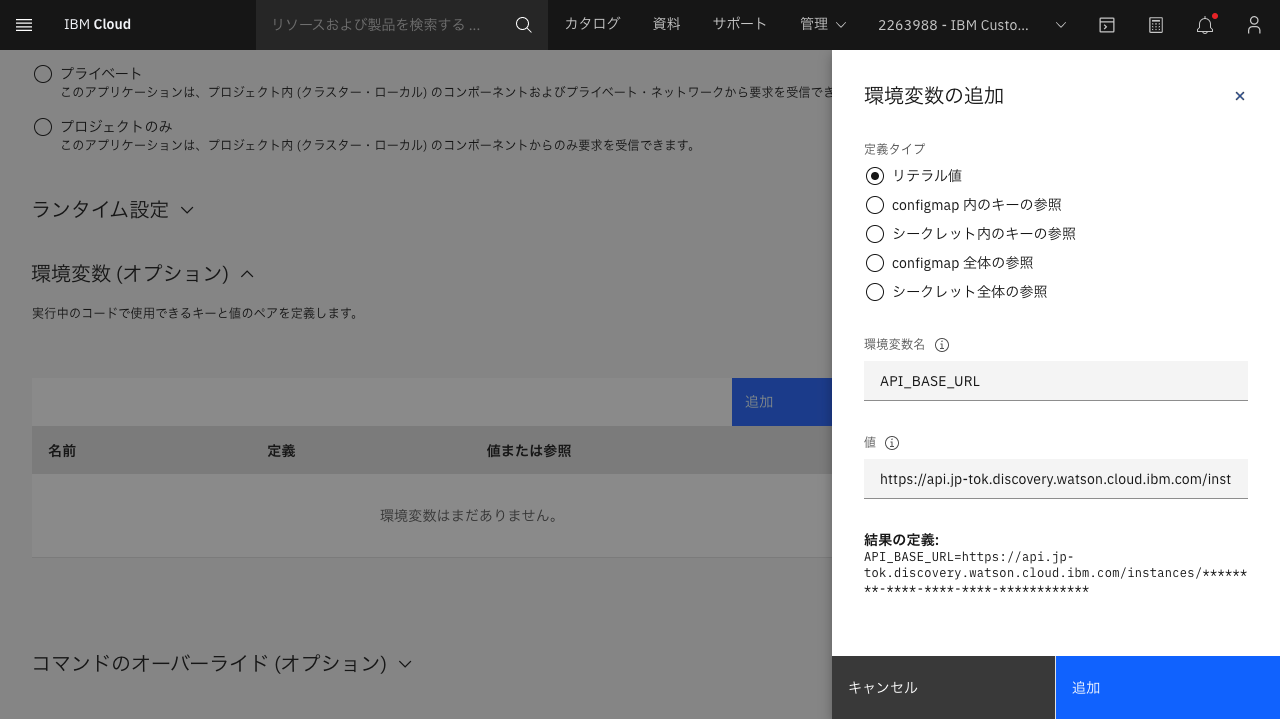 IBM Cloud
リソースおよび製品を検索する ...
カタログ
資料
サポート
管理
2263988 - IBM Custo...
プライベート
このアプリケーションは、プロジェクト内 (クラスター・ローカル) のコンポーネントおよびプライベート・ネットワークから要求を受信でき
プロジェクトのみ
このアプリケーションは、プロジェクト内 (クラスター・ローカル) のコンポーネントからのみ要求を受信できます。
ランタイム設定
環境変数 (オプション)
実行中のコードで使用できるキーと値のペアを定義します。
追加
名前 定義 値または参照
環境変数はまだありません。
コマンドのオーバーライド (オプション)
環境変数の追加
定義タイプ
リテラル値
configmap 内のキーの参照
シークレット内のキーの参照
configmap 全体の参照
シークレット全体の参照
環境変数名
API_BASE_URL
値
https://api.jp-tok.discovery.watson.cloud.ibm.com/inst
結果の定義:
API_BASE_URL=https://api.jp-
tok.discovery.watson.cloud.ibm.com/instances/******
**-****-****-****-************
キャンセル
追加